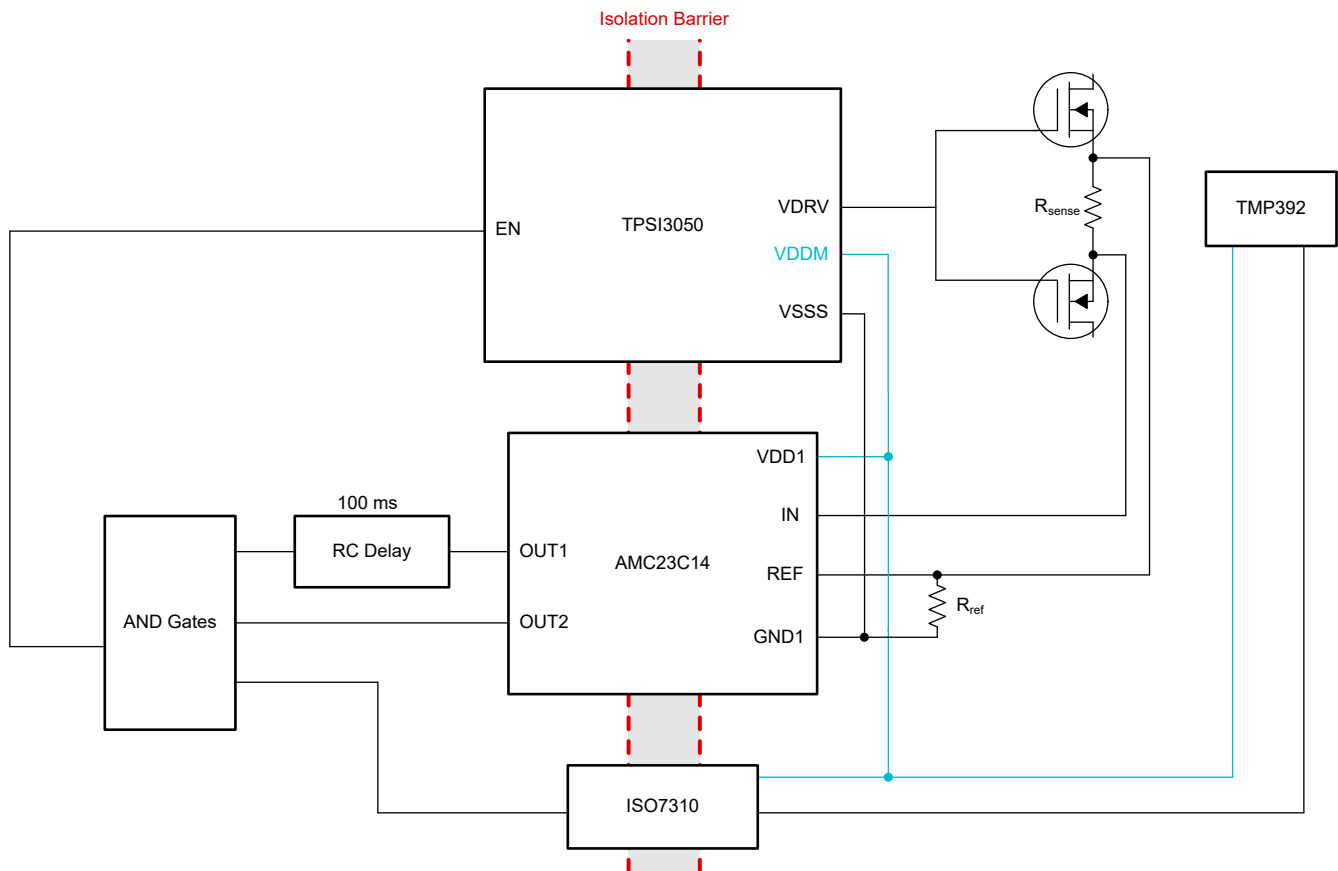 Isolation Barrier
TPSI3050
EN
VDRV
VDDM
VSSS
Rsense
TMP392
AMC23C14
VDD1
IN
REF
GND1
Rref
OUT1
OUT2
100 ms
RC Delay
AND Gates
ISO7310